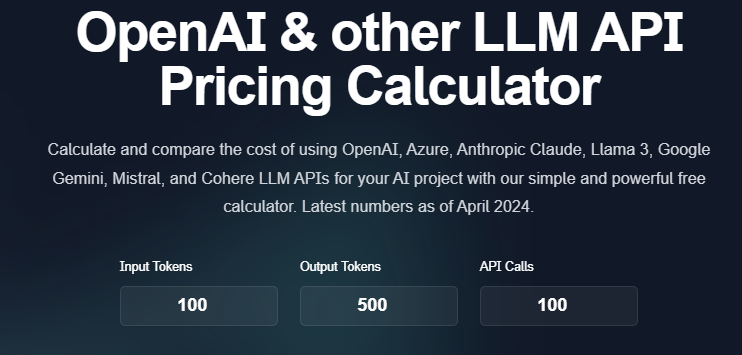 OpenAI & other LLM API
Pricing Calculator
Calculate and compare the cost of using OpenAI, Azure, Anthropic Claude, Llama 3, Google
Gemini, Mistral, and Cohere LLM APIs for your AI project with our simple and powerful free
calculator. Latest numbers as of April 2024.
Input Tokens Output Tokens API Calls
100 500 100